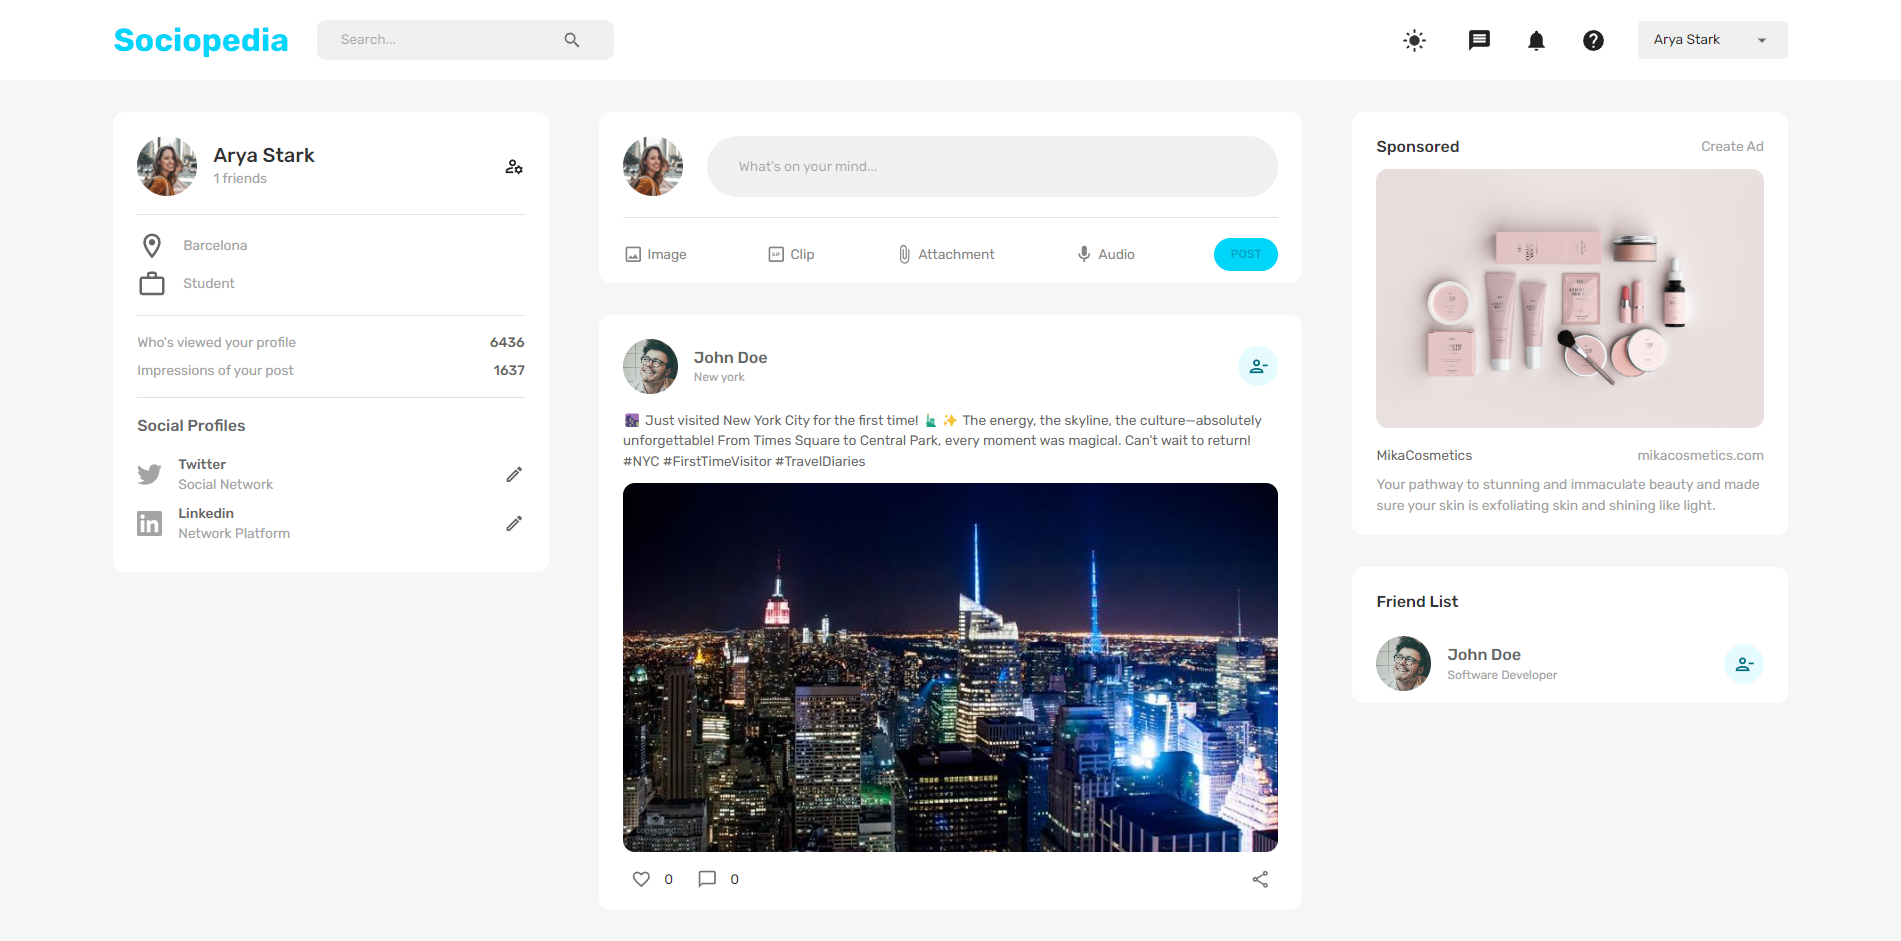 Sociopedia
Search...
Arya Stark
Arya Stark
1 friends
Barcelona
Student
Who's viewed your profile 6436
Impressions of your post 1637
Social Profiles
Twitter
Social Network
Linkedin
Network Platform
What's on your mind...
Image
Clip
Attachment
Audio
POST
John Doe
New york
🌆 Just visited New York City for the first time! 🗽 ✨ The energy, the skyline, the culture—absolutely
unforgettable! From Times Square to Central Park, every moment was magical. Can't wait to return!
#NYC #FirstTimeVisitor #TravelDiaries
0
0
Sponsored Create Ad
MikaCosmetics mikacosmetics.com
Your pathway to stunning and immaculate beauty and made
sure your skin is exfoliating skin and shining like light.
Friend List
John Doe
Software Developer